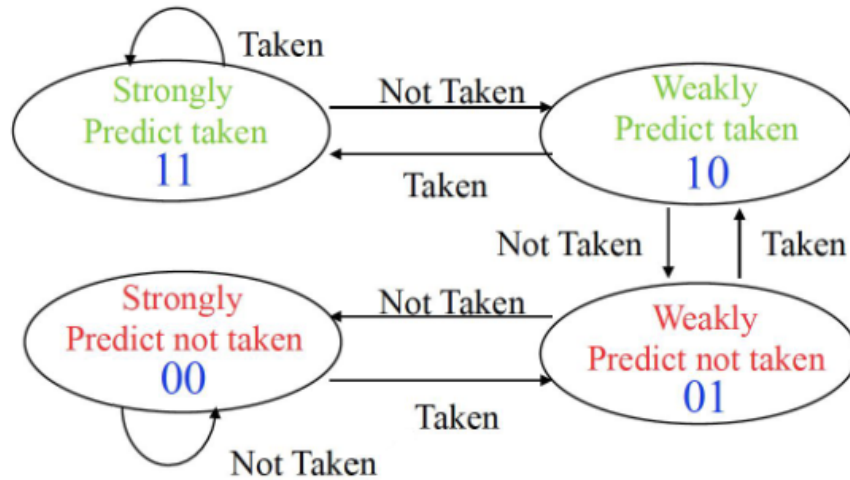 Taken
Strongly
Predict taken
11
Not Taken
Taken
Weakly
Predict taken
10
Not Taken
Taken
Strongly
Predict not taken
00
Not Taken
Taken
Weakly
Predict not taken
01
Not Taken